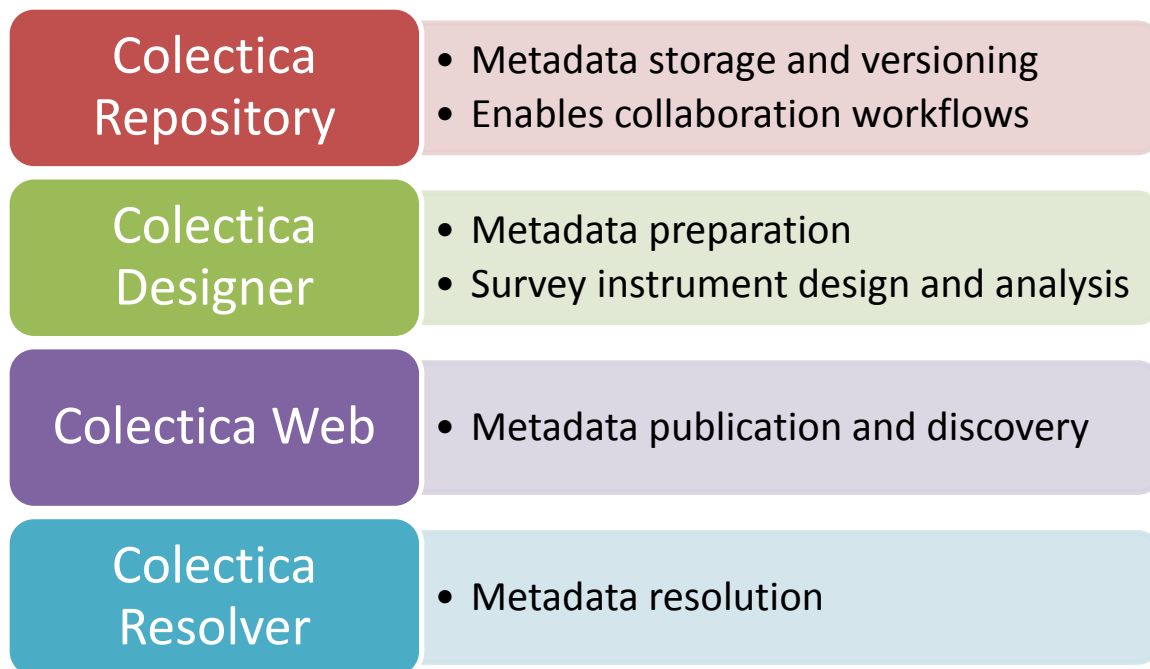 Colectica
Repository
• Metadata storage and versioning
• Enables collaboration workflows
Colectica
Designer
• Metadata preparation
• Survey instrument design and analysis
Colectica Web
• Metadata publication and discovery
Colectica
Resolver
• Metadata resolution